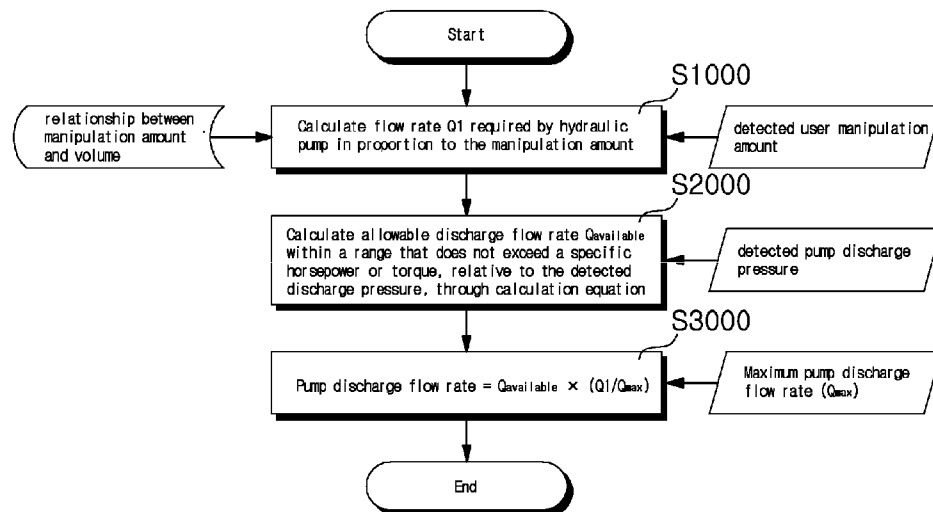 Start
S1000
relationship between
manipulation amount
and volume
Calculate flow rate Q1 required by hydraulic
pump in proportion to the manipulation amount
detected user manipulation
amount
S2000
Calculate allowable discharge flow rate Qavailable
within a range that does not exceed a specific
horsepower or torque, relative to the detected
discharge pressure, through calculation equation
detected pump discharge
pressure
S3000
Pump discharge flow rate = Qavailable × (Q1/Qmax)
Maximum pump discharge
flow rate (Qmax)
End